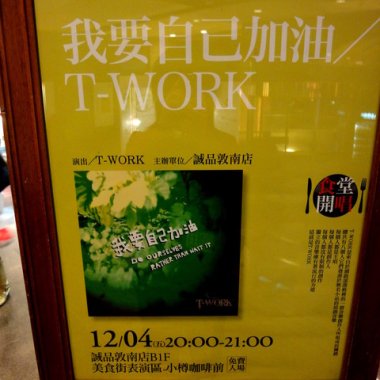 我要自己加油／
T-WORK
演出／T-WORK 主辦單位／誠品敦南店
食堂
開唱
我要自己加油
DO OURSELVES
RATHER THAN WAIT IT
T-WORK
12/04(五)20:00-21:00
誠品敦南店B1F
美食街表演區-小樽咖啡前
免費
入場